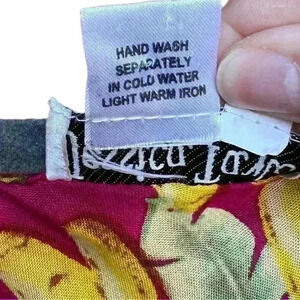 HAND WASH
SEPARATELY
IN COLD WATER
LIGHT WARM IRON